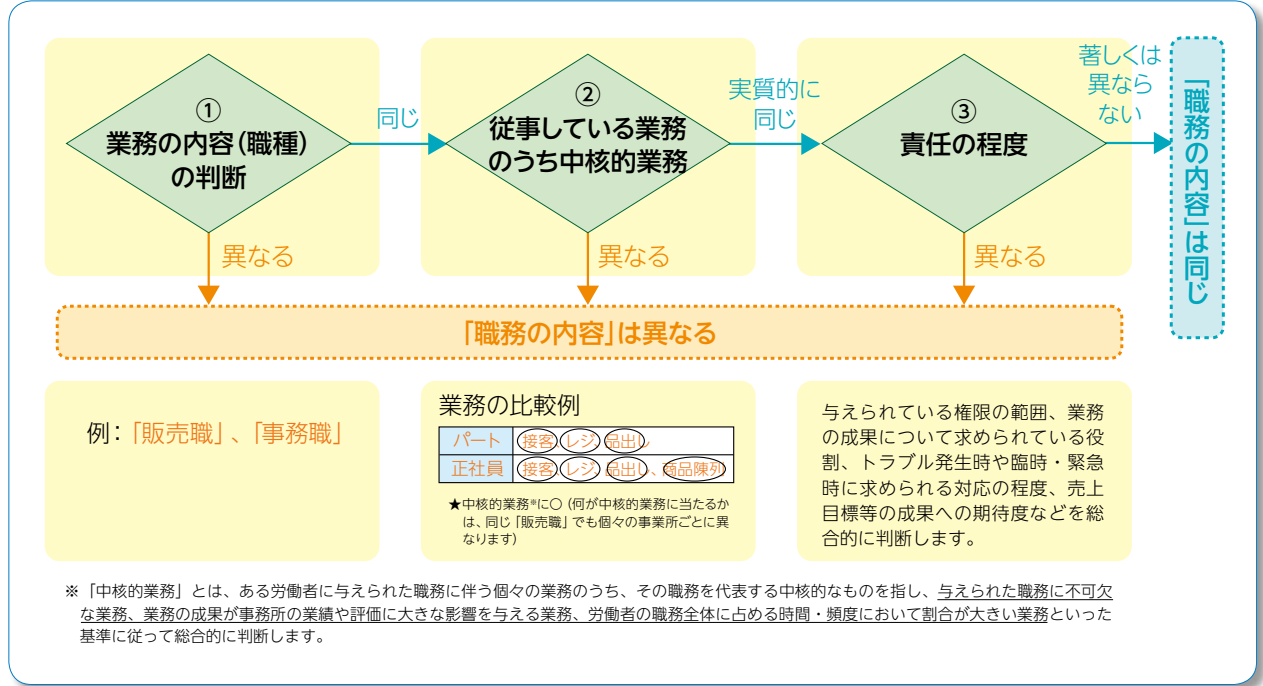 ①
業務の内容（職種）
の判断
同じ
②
従事している業務
のうち中核的業務
実質的に
同じ
③
責任の程度
著しくは
異なら
ない
「職務の内容」は同じ
異なる
異なる
異なる
「職務の内容」は異なる
例：「販売職」、「事務職」
業務の比較例
パート 接客、レジ、品出し
正社員 接客、レジ、品出し、商品陳列
★中核的業務※に〇（何が中核的業務に当たるか
は、同じ「販売職」でも個々の事業所ごとに異
なります）
与えられている権限の範囲、業務
の成果について求められている役
割、トラブル発生時や臨時・緊急
時に求められる対応の程度、売上
目標等の成果への期待度などを総
合的に判断します。
※「中核的業務」とは、ある労働者に与えられた職務に伴う個々の業務のうち、その職務を代表する中核的なものを指し、与えられた職務に不可欠
な業務、業務の成果が事務所の業績や評価に大きな影響を与える業務、労働者の職務全体に占める時間・頻度において割合が大きい業務といった
基準に従って総合的に判断します。